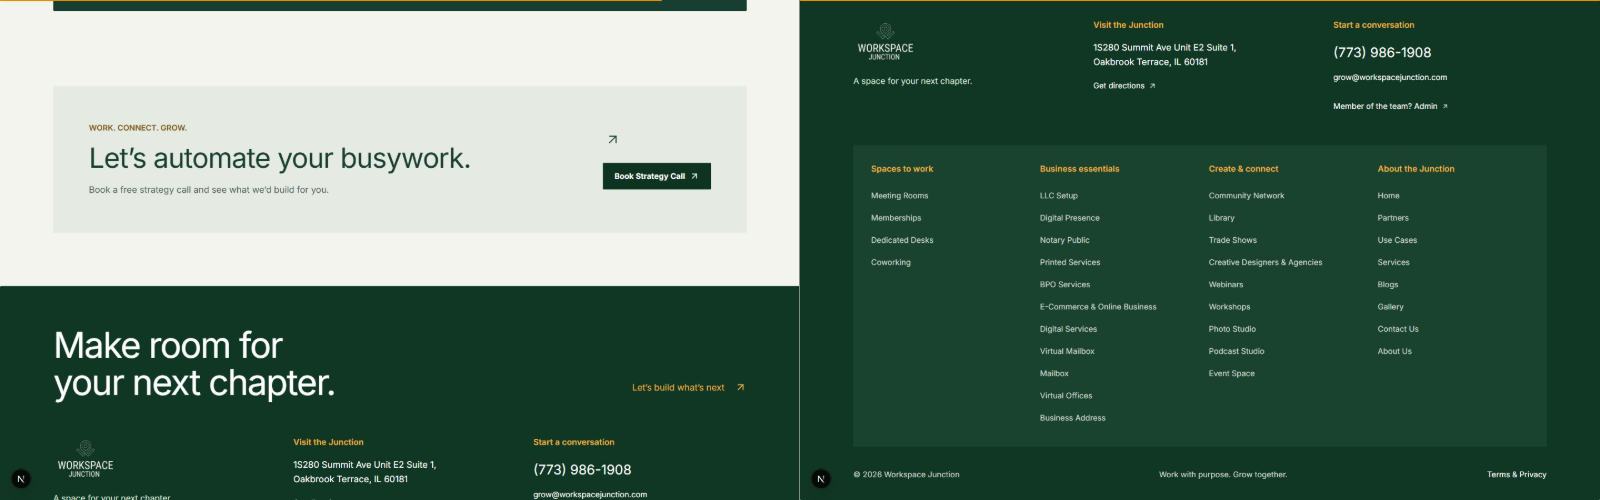 WORK. CONNECT. GROW.
Let's automate your busywork.
Book a free strategy call and see what we'd build for you.
Book Strategy Call
Make room for
your next chapter.
Let's build what's next
WORKSPACE
JUNCTION
A space for your next chapter.
Visit the Junction
1S280 Summit Ave Unit E2 Suite 1,
Oakbrook Terrace, IL 60181
Start a conversation
(773) 986-1908
grow@workspacejunction.com
N
WORKSPACE
JUNCTION
A space for your next chapter.
Visit the Junction
1S280 Summit Ave Unit E2 Suite 1,
Oakbrook Terrace, IL 60181
Get directions
Start a conversation
(773) 986-1908
grow@workspacejunction.com
Member of the team? Admin
Spaces to work
Meeting Rooms
Memberships
Dedicated Desks
Coworking
Business essentials
LLC Setup
Digital Presence
Notary Public
Printed Services
BPO Services
E-Commerce & Online Business
Digital Services
Virtual Mailbox
Mailbox
Virtual Offices
Business Address
Create & connect
Community Network
Library
Trade Shows
Creative Designers & Agencies
Webinars
Workshops
Photo Studio
Podcast Studio
Event Space
About the Junction
Home
Partners
Use Cases
Services
Blogs
Gallery
Contact Us
About Us
N
© 2026 Workspace Junction
Work with purpose. Grow together.
Terms & Privacy